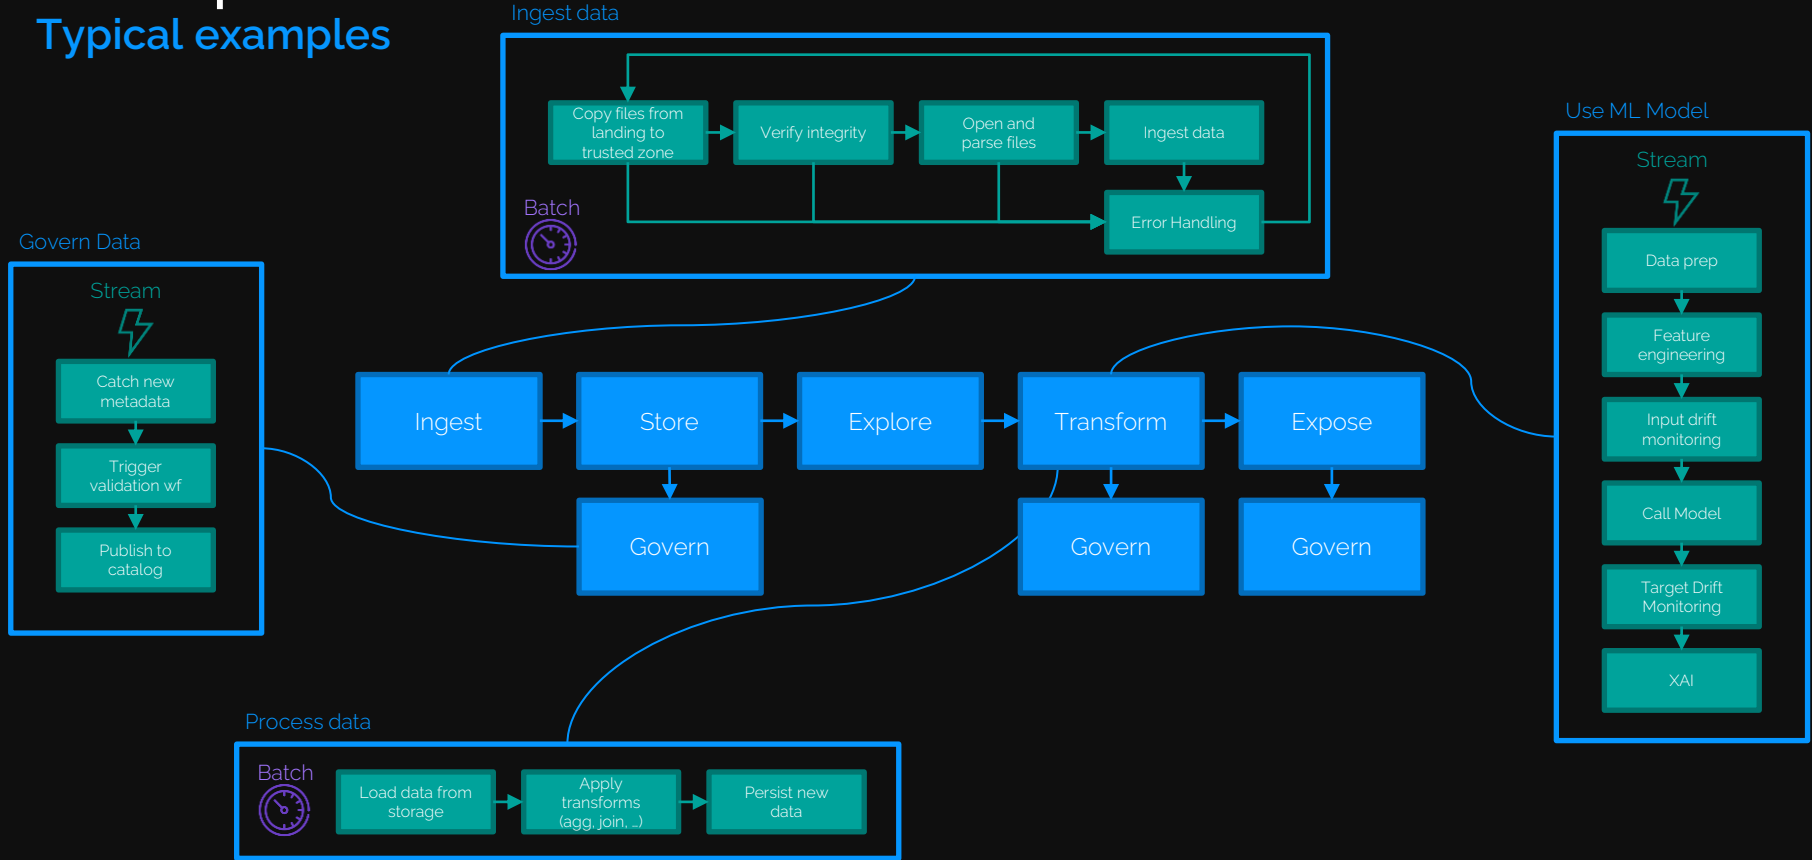 Typical examples
Ingest data
Copy files from
landing to
trusted zone
Verify integrity
Open and
parse files
Ingest data
Error Handling
Batch
Use ML Model
Stream
Data prep
Feature
engineering
Input drift
monitoring
Call Model
Target Drift
Monitoring
XAI
Govern Data
Stream
Catch new
metadata
Trigger
validation wf
Publish to
catalog
Ingest
Store
Explore
Transform
Expose
Govern
Govern
Govern
Process data
Batch
Load data from
storage
Apply
transforms
(agg, join, ...)
Persist new
data